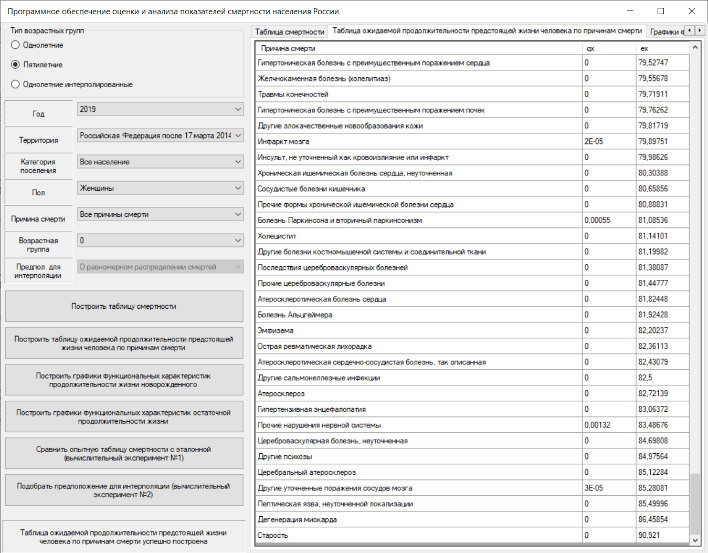 Программное обеспечение оценки и анализа показателей смертности населения России
Тип возрастных групп
Однолетние
Пятилетние
Однолетние интерполированные
Год
2019
Территория
Российская Федерация после 17 марта 2014
Категория
поселения
Все население
Пол
Женщины
Причина смерти
Все причины смерти
Возрастная
группа
0
Предпол. для
интерполяции
О равномерном распределении смертей
Построить таблицу смертности
Построить таблицу ожидаемой продолжительности предстоящей
жизни человека по причинам смерти
Построить графики функциональных характеристик
продолжительности жизни новорожденного
Построить графики функциональных характеристик остаточной
продолжительности жизни
Сравнить опытную таблицу смертности с эталонной
(вычислительный эксперимент №1)
Подобрать предположение для интерполяции (вычислительный
эксперимент №2)
Таблица ожидаемой продолжительности предстоящей жизни
человека по причинам смерти успешно построена
Таблица смертности
Таблица ожидаемой продолжительности предстоящей жизни человека по причинам смерти
Графики Ф
Причина смерти qx ex
Гипертоническая болезнь с преимущественным поражением сердца 0 79,52747
Желчнокаменная болезнь (холелитиаз) 0 79,55678
Травмы конечностей 0 79,71911
Гипертоническая болезнь с преимущественным поражением почек 0 79,76262
Другие злокачественные новообразования кожи 0 79,81719
Инфаркт мозга 2E-05 79,89751
Инсульт, не уточненный как кровоизлияние или инфаркт 0 79,98626
Хроническая ишемическая болезнь сердца, неуточненная 0 80,30388
Сосудистые болезни кишечника 0 80,65856
Прочие формы хронической ишемической болезни сердца 0 80,88831
Болезнь Паркинсона и вторичный паркинсонизм 0,00055 81,08536
Холецистит 0 81,14101
Другие болезни костномышечной системы и соединительной ткани 0 81,19982
Последствия цереброваскулярных болезней 0 81,38087
Прочие цереброваскулярные болезни 0 81,44777
Атеросклеротическая болезнь сердца 0 81,82448
Болезнь Альцгеймера 0 81,92428
Эмфизема 0 82,20237
Острая ревматическая лихорадка 0 82,36113
Атеросклеротическая сердечно-сосудистая болезнь, так описанная 0 82,43079
Другие сальмонеллезные инфекции 0 82,5
Атеросклероз 0 82,72139
Гипертензивная энцефалопатия 0 83,06372
Прочие нарушения нервной системы 0,00132 83,48676
Цереброваскулярная болезнь, неуточненная 0 84,69808
Другие психозы 0 84,97564
Церебральный атеросклероз 0 85,12284
Другие уточненные поражения сосудов мозга 3E-05 85,28081
Пептическая язва, неуточненной локализации 0 85,49996
Дегенерация миокарда 0 86,45854
Старость 0 90,921